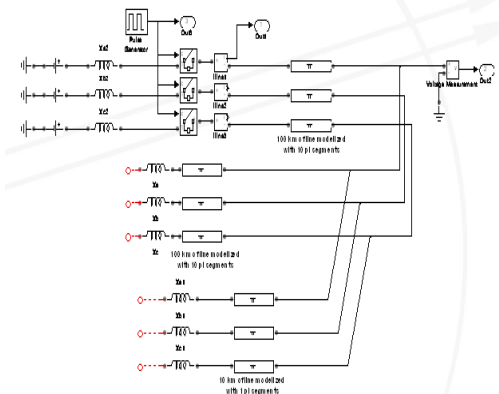 Pulse
Generator
Out3
Out1
Xa2
Iline1
Xb2
Iline2
Xc2
Iline3
Voltage Measurement
Out2
100 km of line modelized
with 10 pi segments
Xa
Xb
Xc
100 km of line modelized
with 10 pi segments
Xa1
Xb1
Xc1
10 km of line modelized
with 1 pi segments